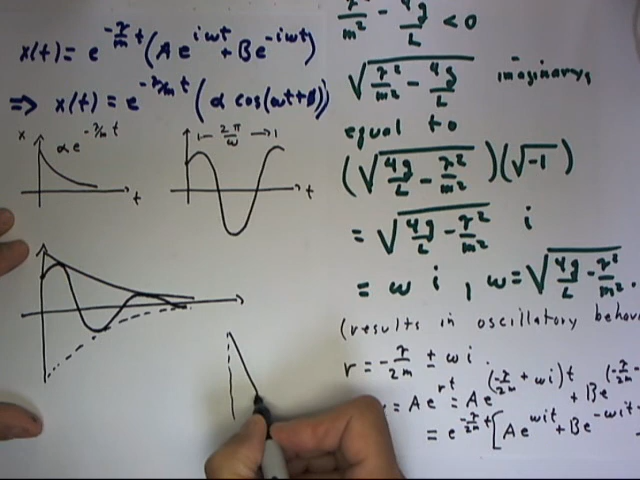 x(t) = e^{-γ/m t} (A e^{iωt} + B e^{-iωt})
=> x(t) = e^{-γ/m t} (α cos(ωt+ϕ))
x
α e^{-γ/m t}
t
|← 2π/ω →|
t
γ²/m² - 4g/L < 0
√(γ²/m² - 4g/L) imaginary,
equal to
(√(4g/L - γ²/m²)) (√-1)
= √(4g/L - γ²/m²) i
= ω i , ω = √(4g/L - γ²/m²) .
(results in oscillatory behav
r = -γ/2m ± ωi
= A e^{rt} = A e^{(-γ/2m + ωi)t} + B e^{(-γ/2m
= e^{-γ/2m t} [A e^{ωit} + B e^{-ωit}